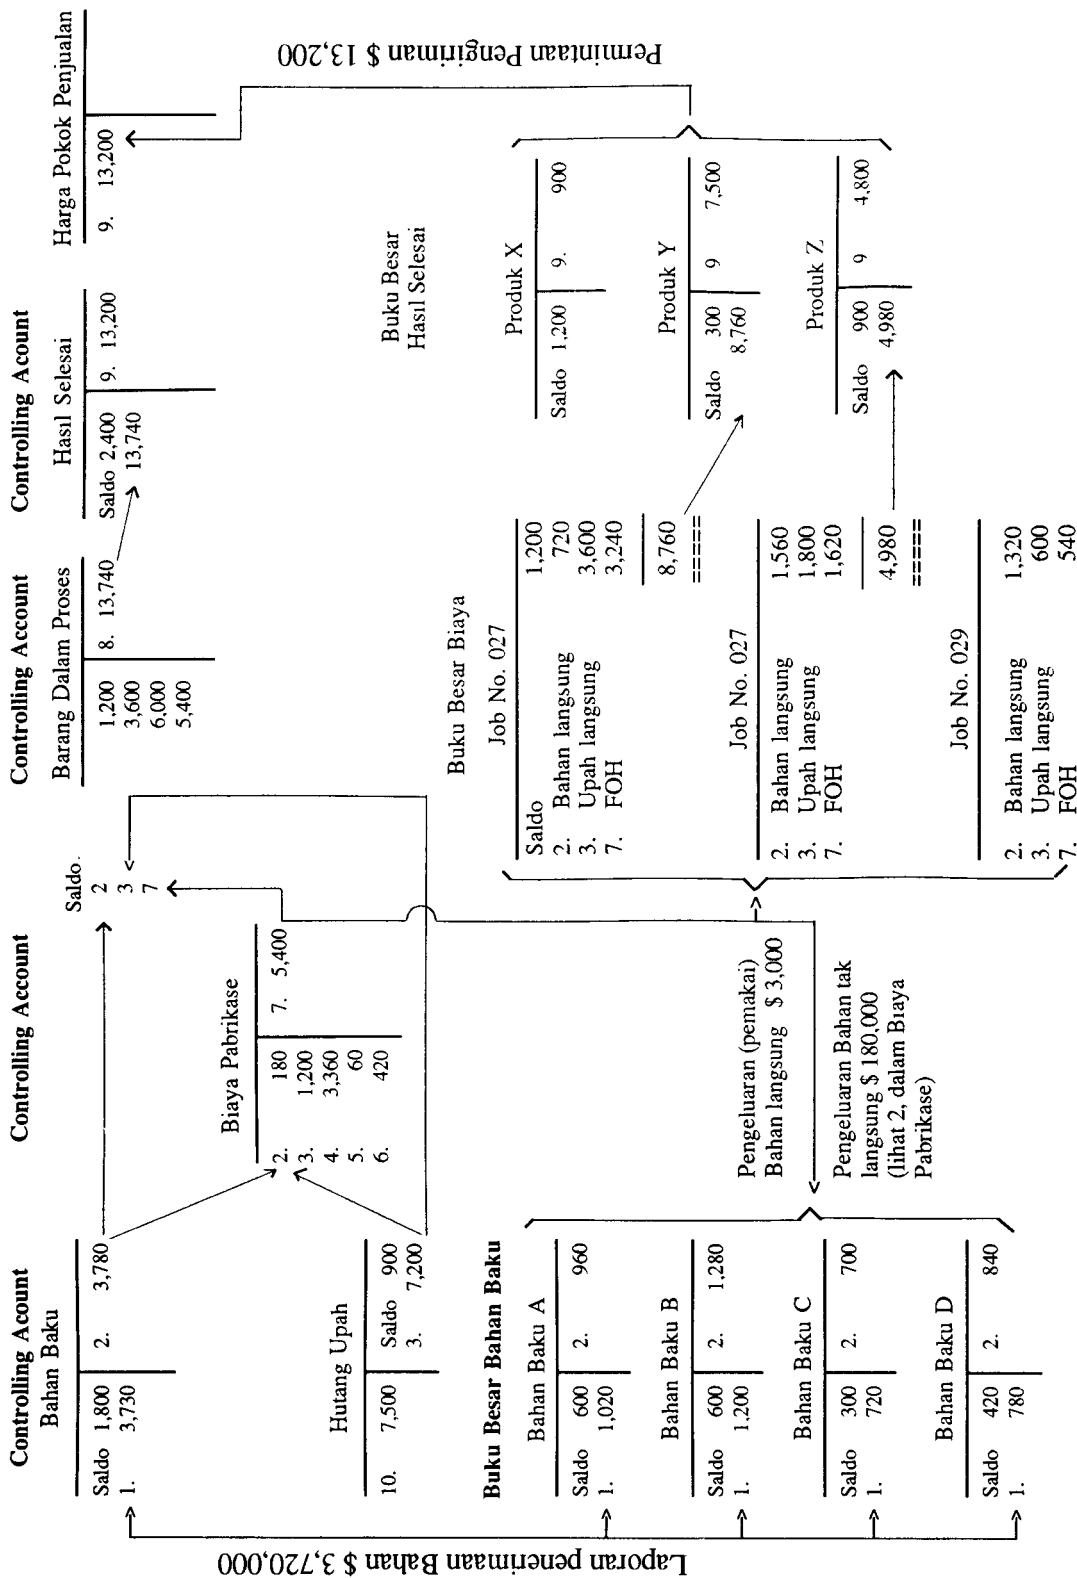 Controlling Acount
Bahan Baku
Saldo 1,800 2. 3,780
1. 3,730
Controlling Account
Saldo.
2
3
7
Biaya Pabrikase
2. 180 7. 5,400
3. 1,200
4. 3,360
5. 60
6. 420
Hutang Upah
10. 7,500 Saldo 900
3. 7,200
Controlling Account
Barang Dalam Proses
1,200 8. 13,740
3,600
6,000
5,400
Controlling Acount
Hasil Selesai
Saldo 2,400 9. 13,200
13,740
Harga Pokok Penjualan
9. 13,200
Laporan penerimaan Bahan $ 3,720,000
Buku Besar Bahan Baku
Bahan Baku A
Saldo 600 2. 960
1. 1,020
Bahan Baku B
Saldo 600 2. 1,280
1. 1,200
Bahan Baku C
Saldo 300 2. 700
1. 720
Bahan Baku D
Saldo 420 2. 840
1. 780
Pengeluaran (pemakai)
Bahan langsung $ 3,000
Pengeluaran Bahan tak
langsung $ 180,000
(lihat 2, dalam Biaya
Pabrikase)
Buku Besar Biaya
Job No. 027
Saldo 1,200
2. Bahan langsung 720
3. Upah langsung 3,600
7. FOH 3,240
8,760
=====
Job No. 027
2. Bahan langsung 1,560
3. Upah langsung 1,800
7. FOH 1,620
4,980
=====
Job No. 029
2. Bahan langsung 1,320
3. Upah langsung 600
7. FOH 540
Buku Besar
Hasil Selesai
Produk X
Saldo 1,200 9. 900
Produk Y
Saldo 300 9 7,500
8,760
Produk Z
Saldo 900 9 4,800
4,980
Permintaan Pengiriman $ 13,200